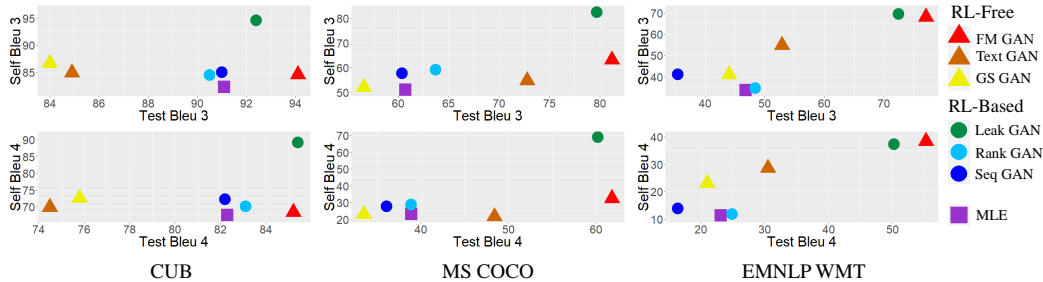 Self Bleu 3
95
90
85
84
86
88
90
92
94
Test Bleu 3
Self Bleu 3
80
70
60
50
60
65
70
75
80
Test Bleu 3
Self Bleu 3
70
60
50
40
40
50
60
70
Test Bleu 3
Self Bleu 4
90
85
80
75
70
74
76
78
80
82
84
Test Bleu 4
Self Bleu 4
70
60
50
40
30
20
40
50
60
Test Bleu 4
Self Bleu 4
40
30
20
10
20
30
40
50
Test Bleu 4
CUB
MS COCO
EMNLP WMT
RL-Free
FM GAN
Text GAN
GS GAN
RL-Based
Leak GAN
Rank GAN
Seq GAN
MLE